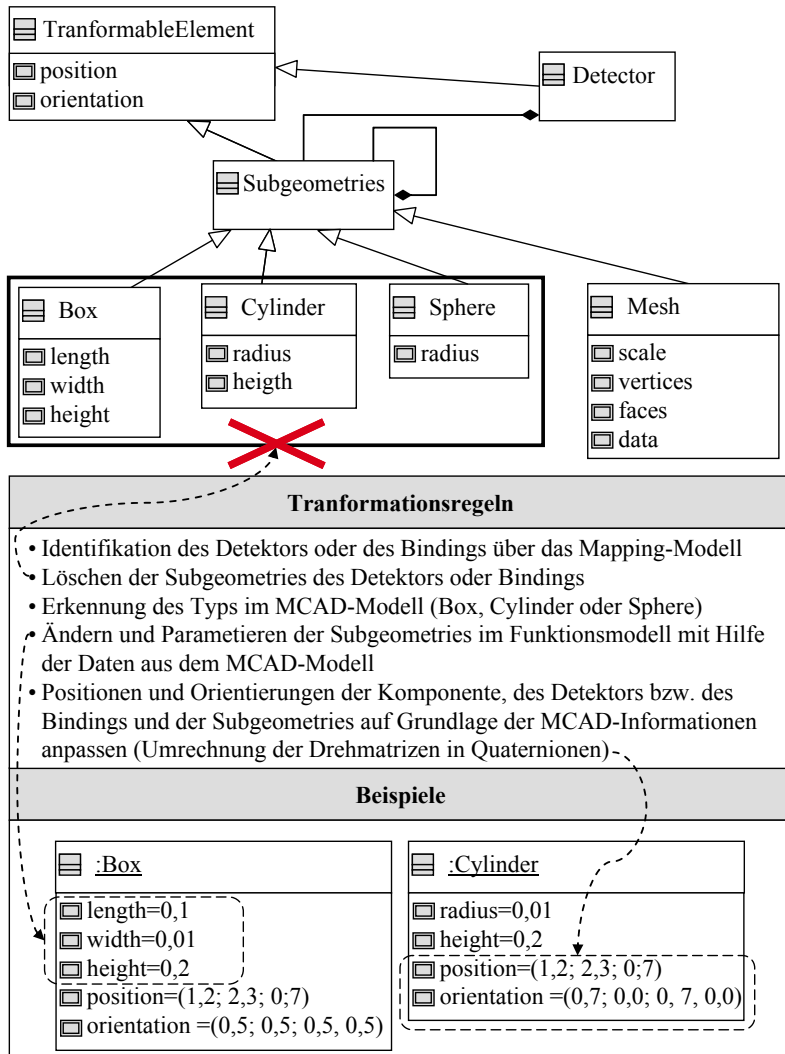 TranformableElement
position
orientation
Detector
Subgeometries
Box
length
width
height
Cylinder
radius
heigth
Sphere
radius
Mesh
scale
vertices
faces
data
Tranformationsregeln
• Identifikation des Detektors oder des Bindings über das Mapping-Modell
• Löschen der Subgeometries des Detektors oder Bindings
• Erkennung des Typs im MCAD-Modell (Box, Cylinder oder Sphere)
• Ändern und Parametieren der Subgeometries im Funktionsmodell mit Hilfe
der Daten aus dem MCAD-Modell
• Positionen und Orientierungen der Komponente, des Detektors bzw. des
Bindings und der Subgeometries auf Grundlage der MCAD-Informationen
anpassen (Umrechnung der Drehmatrizen in Quaternionen)
Beispiele
:Box
length=0,1
width=0,01
height=0,2
position=(1,2; 2,3; 0;7)
orientation =(0,5; 0,5; 0,5, 0,5)
:Cylinder
radius=0,01
height=0,2
position=(1,2; 2,3; 0;7)
orientation =(0,7; 0,0; 0, 7, 0,0)